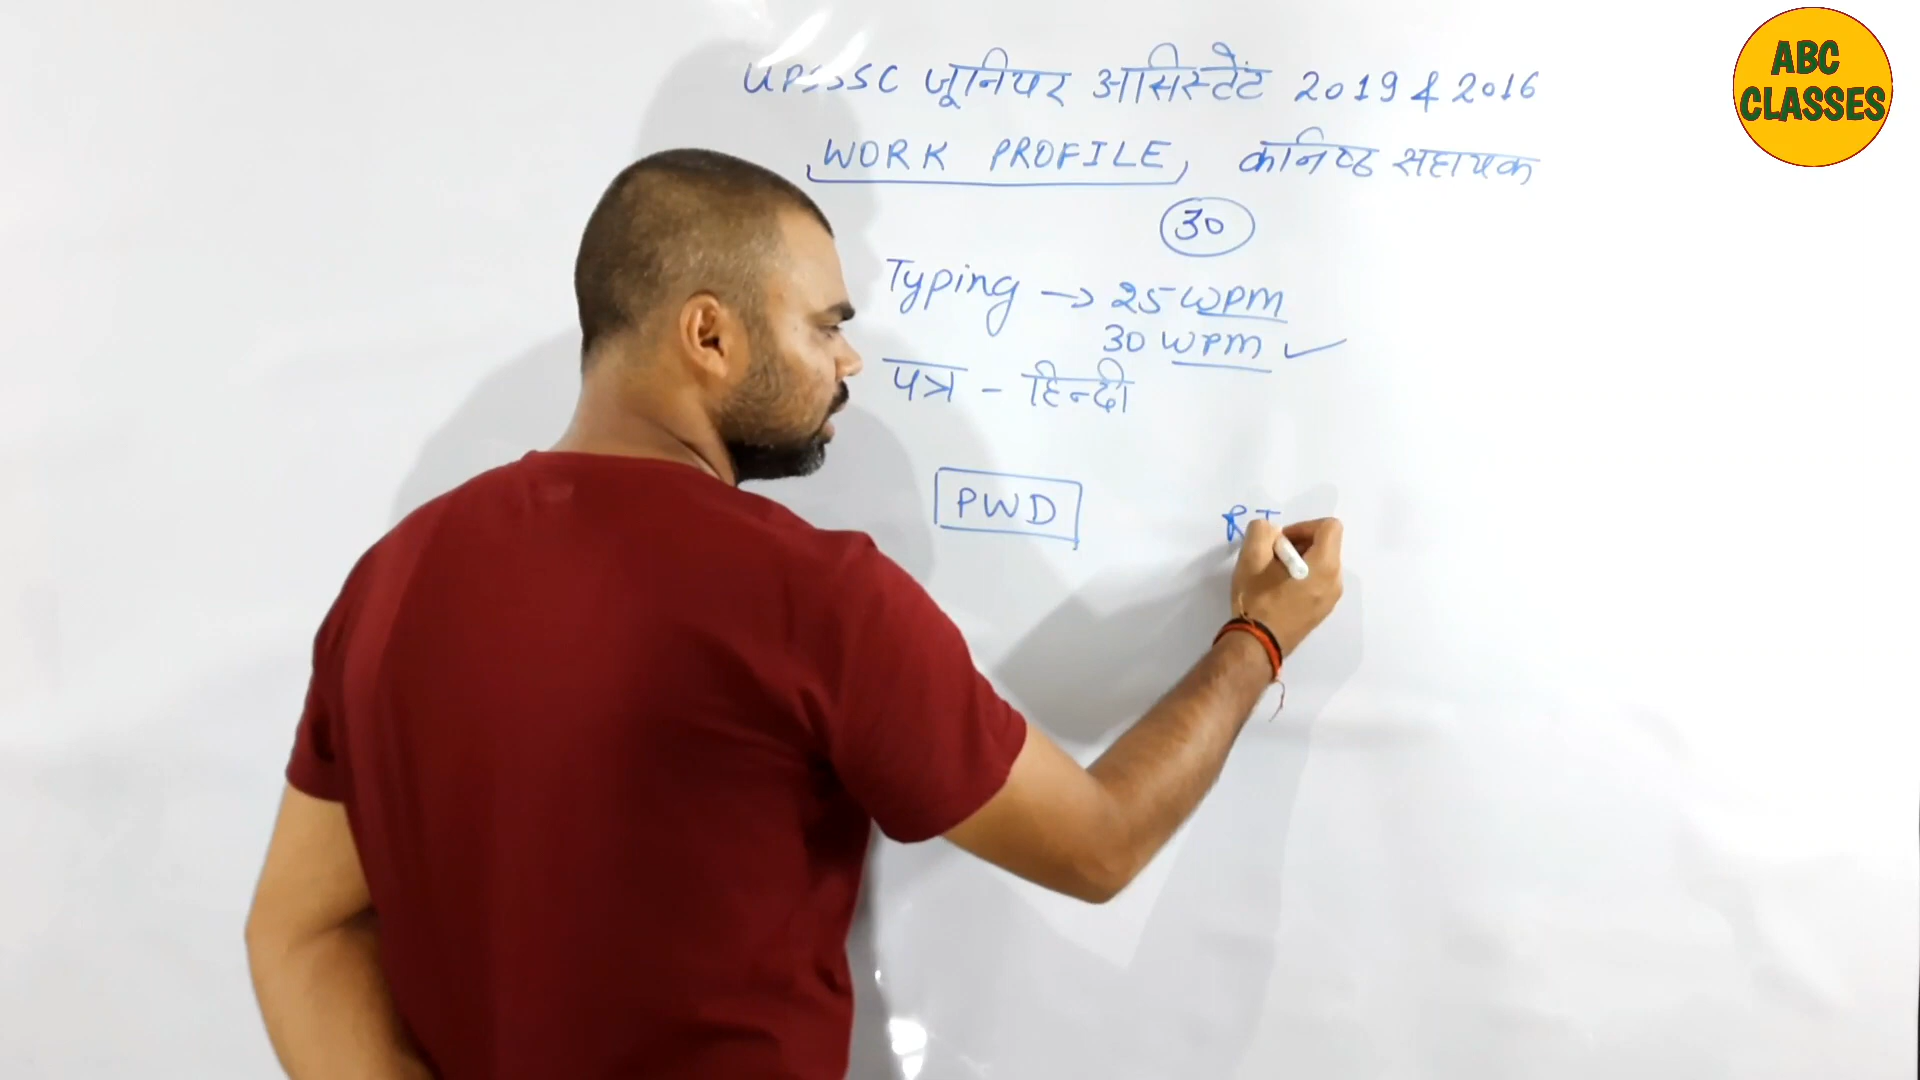 UPSSSC जूनियर असिस्टेंट 2019 & 2016
WORK PROFILE, कनिष्ठ सहायक
30
Typing → 25 WPM
30 WPM ✓
पत्र - हिन्दी
PWD
ABC
CLASSES